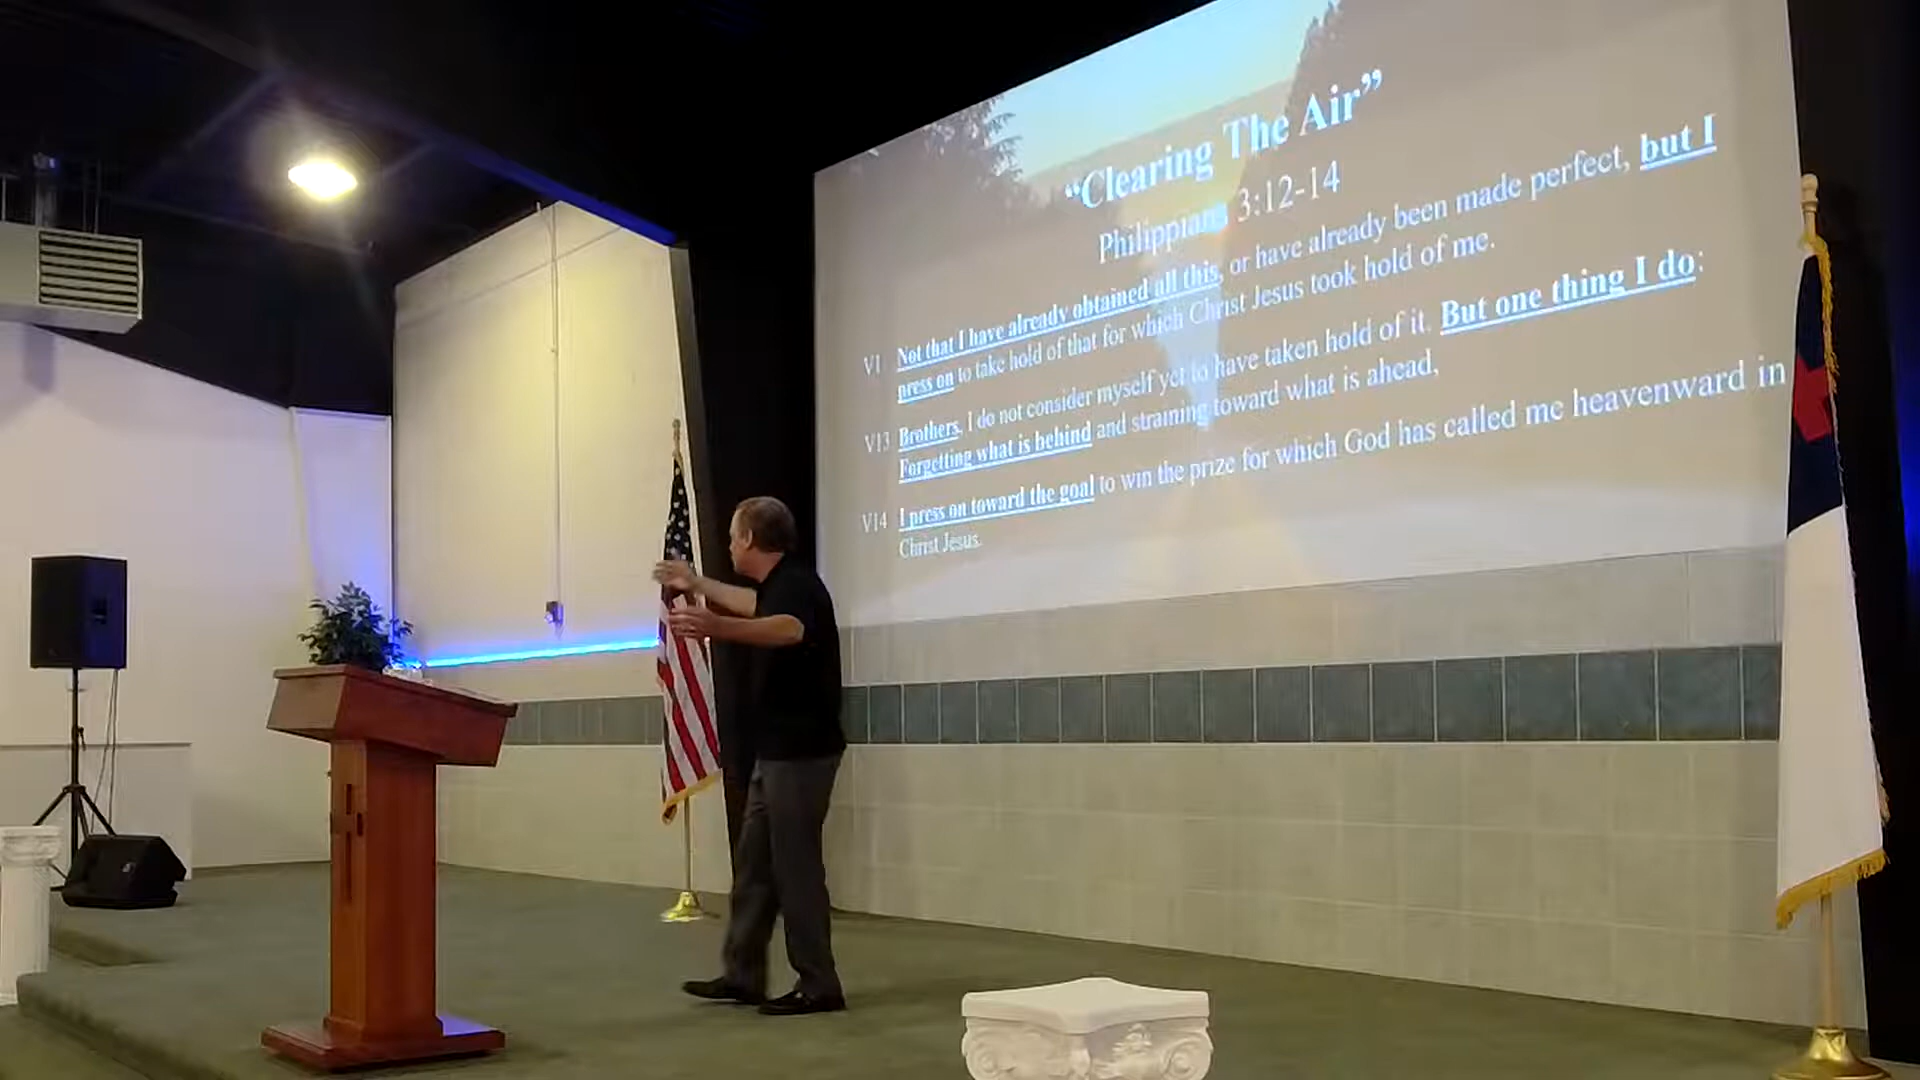 “Clearing The Air”
Philippians 3:12-14
V1 Not that I have already obtained all this, or have already been made perfect, but I
press on to take hold of that for which Christ Jesus took hold of me.
V13 Brothers, I do not consider myself yet to have taken hold of it. But one thing I do:
Forgetting what is behind and straining toward what is ahead,
V14 I press on toward the goal to win the prize for which God has called me heavenward in
Christ Jesus.